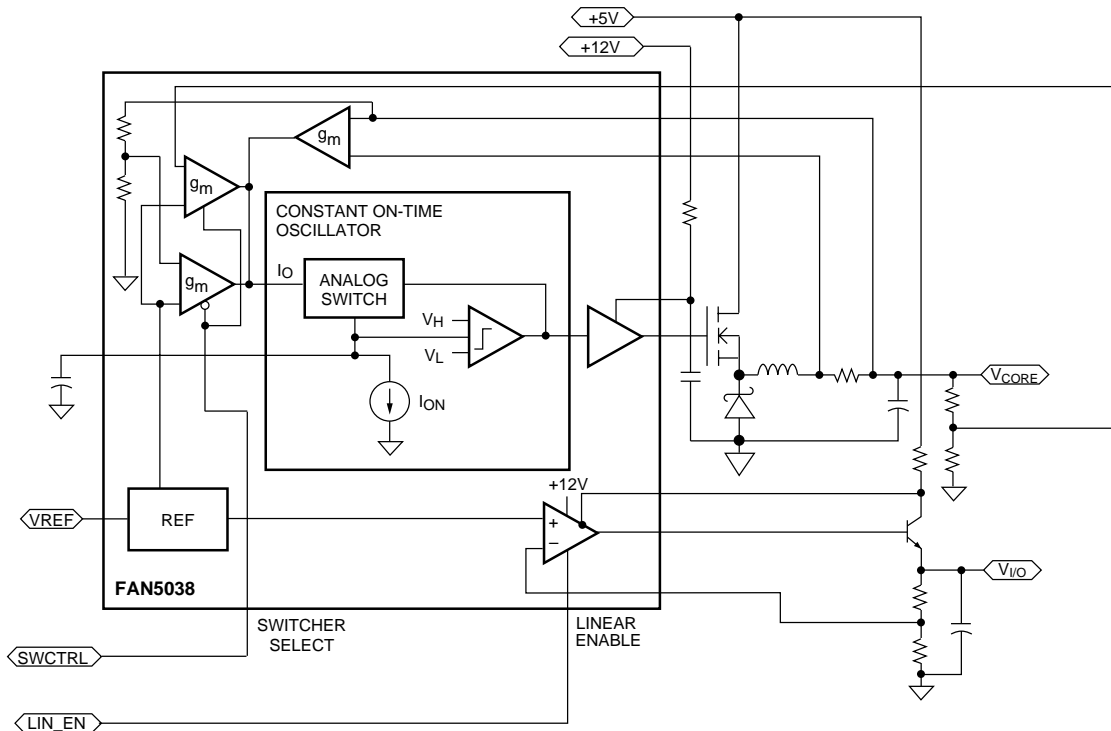 +5V
+12V
gm
gm
gm
CONSTANT ON-TIME
OSCILLATOR
IO
ANALOG
SWITCH
VH
VL
ION
VCORE
+12V
VREF
REF
+
–
FAN5038
VI/O
SWITCHER
SELECT
LINEAR
ENABLE
SWCTRL
LIN_EN